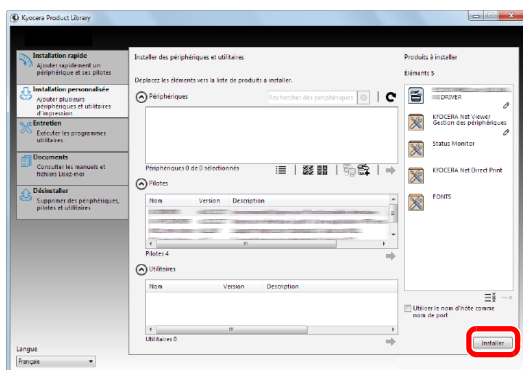 Kyocera Product Library
Installation rapide
Ajouter rapidement un
périphérique et ses pilotes
Installation personnalisée
Ajouter plusieurs
périphériques et utilitaires
d'impression
Entretien
Exécuter les programmes
utilitaires
Documents
Consulter les manuels et
fichiers Lisez-moi
Désinstaller
Supprimer des périphériques,
pilotes et utilitaires
Langue
Français
Installer des périphériques et utilitaires
Déplacez les éléments vers la liste de produits à installer.
Périphériques
Rechercher des périphériques
Périphériques 0 de 0 sélectionnés
Pilotes
Nom Version Description
Pilotes 4
Utilitaires
Nom Version Description
Utilitaires 0
Produits à installer
Eléments 5
DRIVER
KYOCERA Net Viewer
Gestion des périphériques
Status Monitor
KYOCERA Net Direct Print
FONTS
Utiliser le nom d'hôte comme
nom de port
Installer